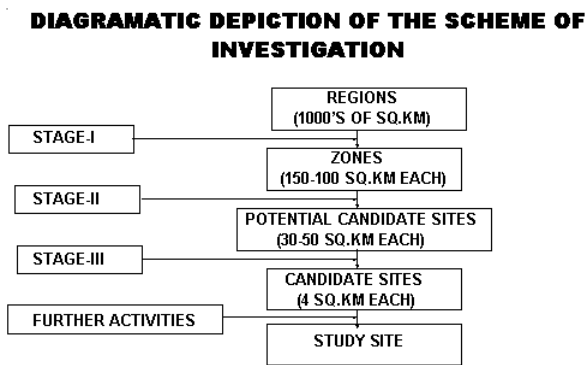 DIAGRAMATIC DEPICTION OF THE SCHEME OF
INVESTIGATION
REGIONS
(1000'S OF SQ.KM)
STAGE-I
ZONES
(150-100 SQ.KM EACH)
STAGE-II
POTENTIAL CANDIDATE SITES
(30-50 SQ.KM EACH)
STAGE-III
CANDIDATE SITES
(4 SQ.KM EACH)
FURTHER ACTIVITIES
STUDY SITE